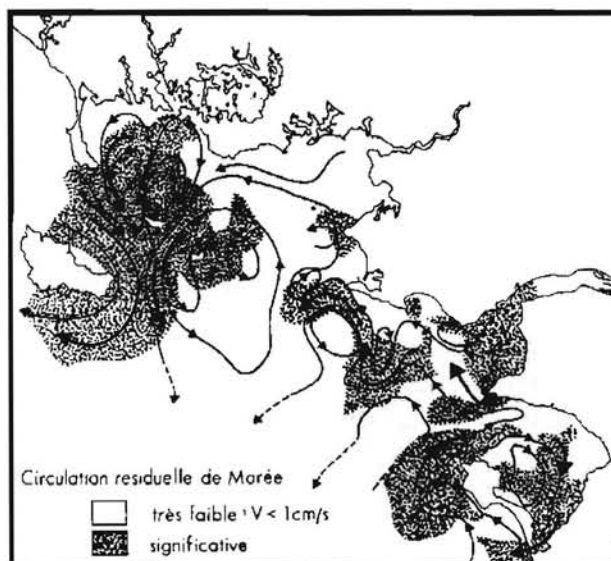 Circulation residuelle de Marée
très faible : V < 1cm/s
significative